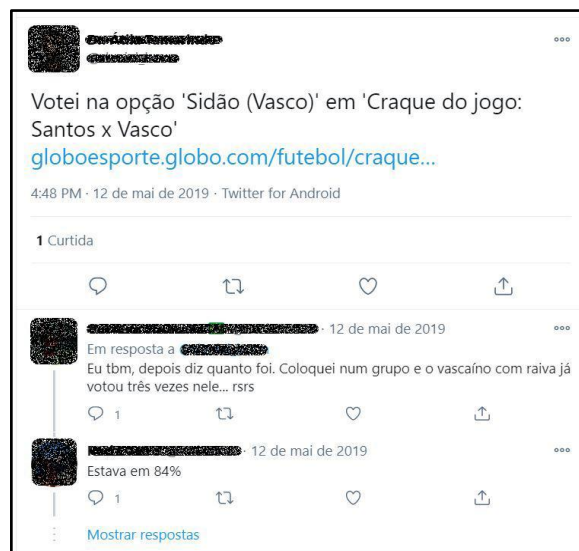 Votei na opção 'Sidão (Vasco)' em 'Craque do jogo:
Santos x Vasco'
globoesporte.globo.com/futebol/craque...
4:48 PM · 12 de mai de 2019 · Twitter for Android
1 Curtida
· 12 de mai de 2019
Em resposta a
Eu tbm, depois diz quanto foi. Coloquei num grupo e o vascaíno com raiva já
votou três vezes nele... rsrs
1
· 12 de mai de 2019
Estava em 84%
1
Mostrar respostas